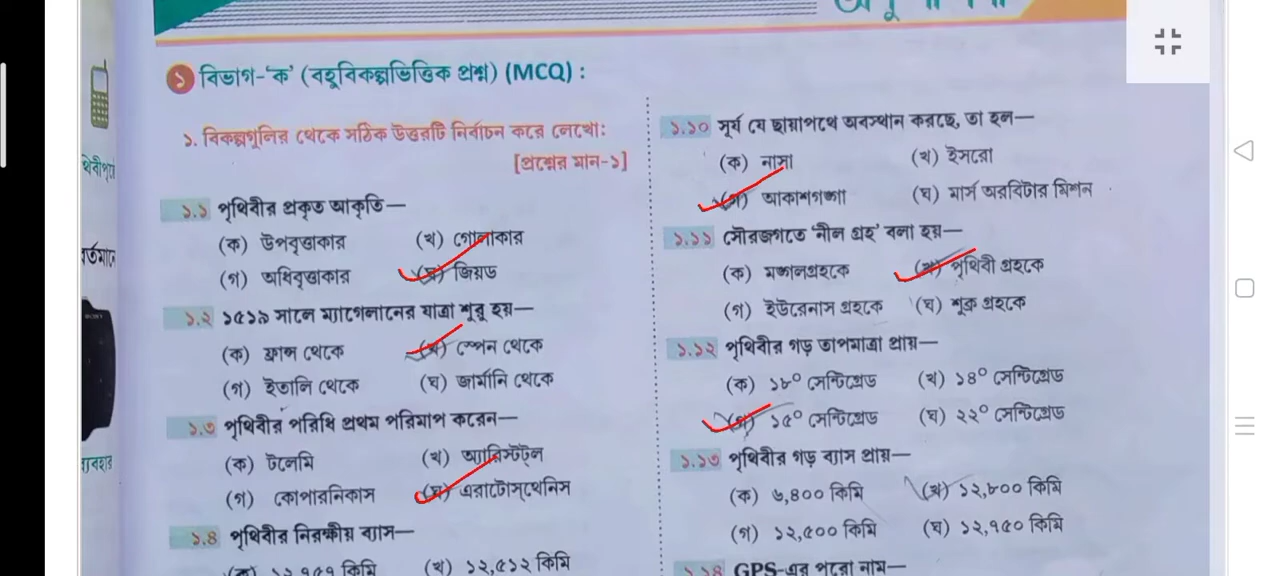 ১ বিভাগ-‘ক’ (বহুবিকল্পভিত্তিক প্রশ্ন) (MCQ) :
১. বিকল্পগুলির থেকে সঠিক উত্তরটি নির্বাচন করে লেখো:
[প্রশ্নের মান-১]
১.১ পৃথিবীর প্রকৃত আকৃতি—
(ক) উপবৃত্তাকার (খ) গোলাকার
(গ) অধিবৃত্তাকার (ঘ) জিয়ড
১.২ ১৫১৯ সালে ম্যাগেলানের যাত্রা শুরু হয়—
(ক) ফ্রান্স থেকে (খ) স্পেন থেকে
(গ) ইতালি থেকে (ঘ) জার্মানি থেকে
১.৩ পৃথিবীর পরিধি প্রথম পরিমাপ করেন—
(ক) টলেমি (খ) অ্যারিস্টট্ল
(গ) কোপারনিকাস (ঘ) এরাটোস্‌থেনিস
১.৪ পৃথিবীর নিরক্ষীয় ব্যাস—
(খ) ১২,৫১২ কিমি
১.১০ সূর্য যে ছায়াপথে অবস্থান করছে, তা হল—
(ক) নাসা (খ) ইসরো
(গ) আকাশগঙ্গা (ঘ) মার্স অরবিটার মিশন
১.১১ সৌরজগতে ‘নীল গ্রহ’ বলা হয়—
(ক) মঙ্গলগ্রহকে (খ) পৃথিবী গ্রহকে
(গ) ইউরেনাস গ্রহকে (ঘ) শুক্র গ্রহকে
১.১২ পৃথিবীর গড় তাপমাত্রা প্রায়—
(ক) ১৮° সেন্টিগ্রেড (খ) ১৪° সেন্টিগ্রেড
(গ) ১৫° সেন্টিগ্রেড (ঘ) ২২° সেন্টিগ্রেড
১.১৩ পৃথিবীর গড় ব্যাস প্রায়—
(ক) ৬,৪০০ কিমি (খ) ১২,৮০০ কিমি
(গ) ১২,৫০০ কিমি (ঘ) ১২,১৫০ কিমি
১.১৪ GPS-এর পুরো নাম—